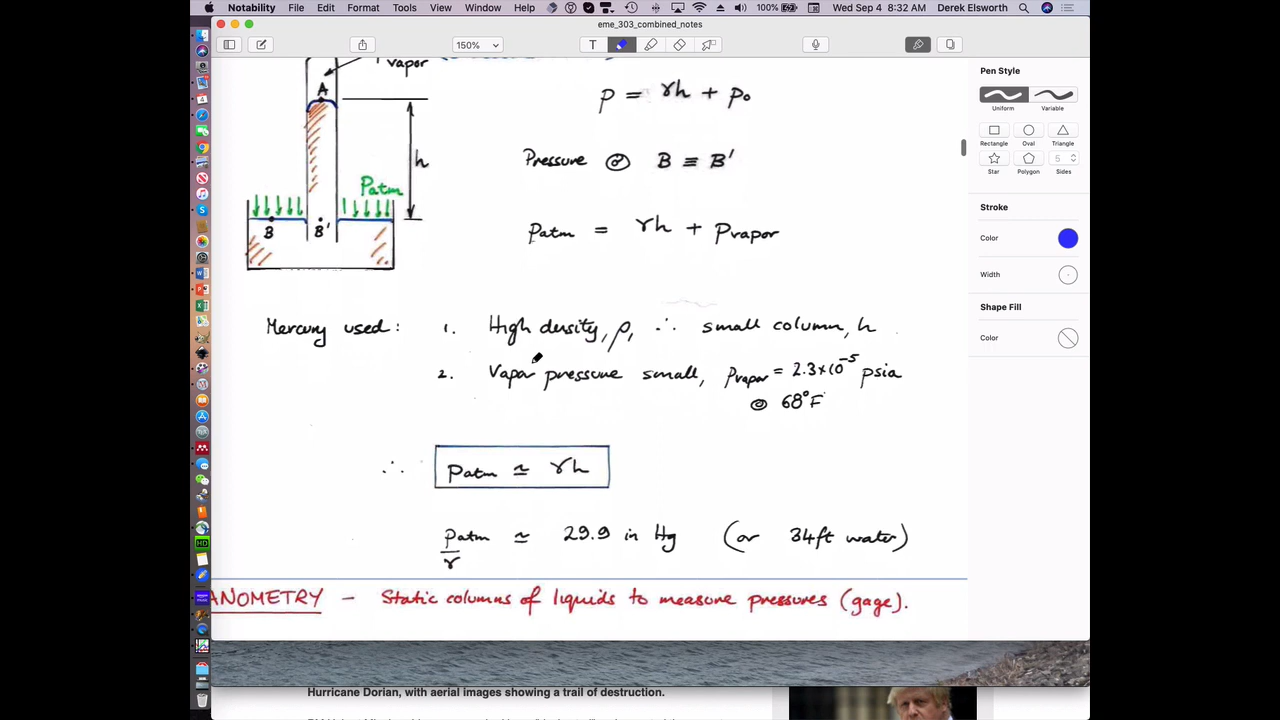 Notability File Edit Format Tools View Window Help 100% Wed Sep 4 8:32 AM Derek Elsworth
eme_303_combined_notes
150% T
vapor
A
h
Patm
B B'
p = γh + p₀
Pressure @ B ≡ B'
patm = γh + pvapor
Mercury used: 1. High density, ρ, ∴ small column, h
2. Vapor pressure small, pvapor = 2.3×10⁻⁵ psia
@ 68°F
∴ patm ≃ γh
patm/γ ≃ 29.9 in Hg (or 34ft water)
ANOMETRY - Static columns of liquids to measure pressures (gage).
Pen Style
Uniform Variable
Rectangle Oval Triangle
5
Star Polygon Sides
Stroke
Color
Width
Shape Fill
Color
HD
Hurricane Dorian, with aerial images showing a trail of destruction.